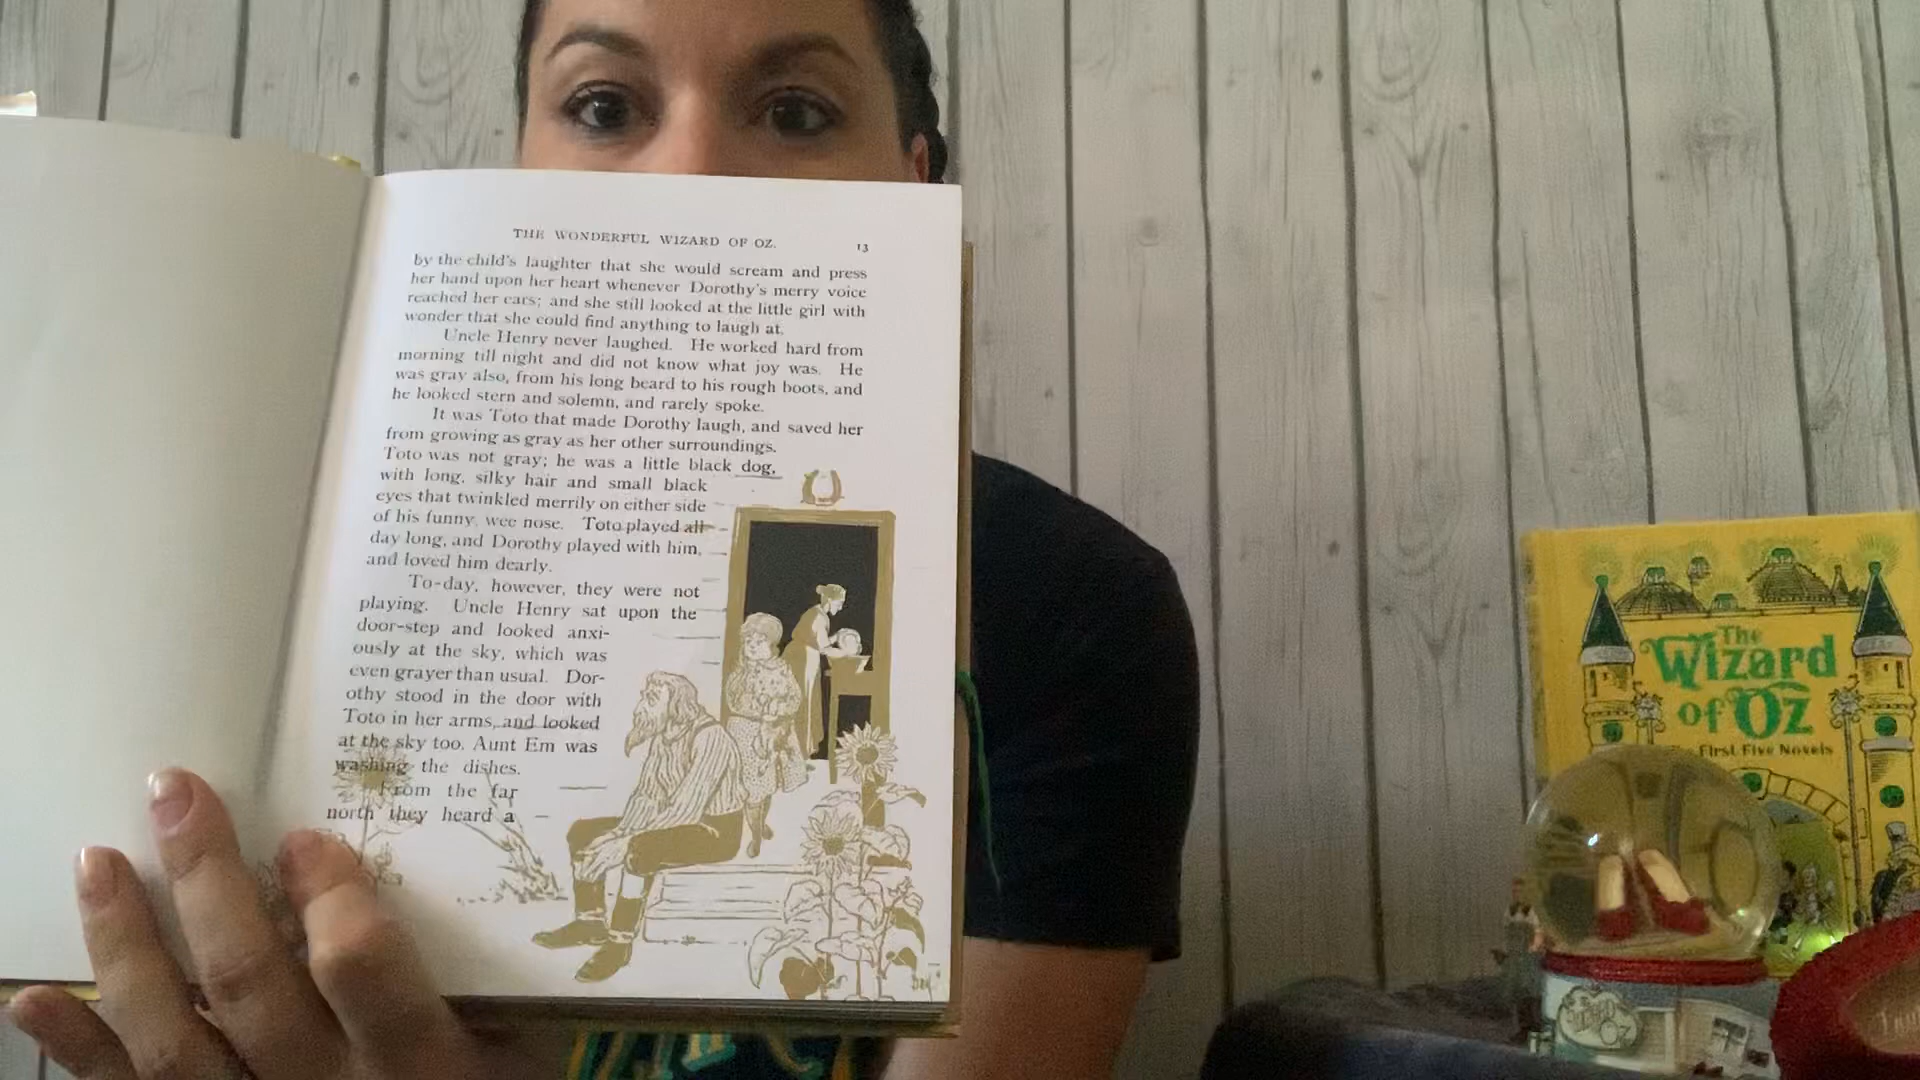 THE WONDERFUL WIZARD OF OZ.
13
by the child's laughter that she would scream and press
her hand upon her heart whenever Dorothy's merry voice
reached her ears; and she still looked at the little girl with
wonder that she could find anything to laugh at.
Uncle Henry never laughed. He worked hard from
morning till night and did not know what joy was. He
was gray also, from his long beard to his rough boots, and
he looked stern and solemn, and rarely spoke.
It was Toto that made Dorothy laugh, and saved her
from growing as gray as her other surroundings.
Toto was not gray; he was a little black dog,
with long, silky hair and small black
eyes that twinkled merrily on either side
of his funny, wee nose. Toto played all
day long, and Dorothy played with him,
and loved him dearly.
To-day, however, they were not
playing. Uncle Henry sat upon the
door-step and looked anxi-
ously at the sky, which was
even grayer than usual. Dor-
othy stood in the door with
Toto in her arms, and looked
at the sky too. Aunt Em was
washing the dishes.
From the far
north they heard a
The
Wizard
of Oz
First Five Novels